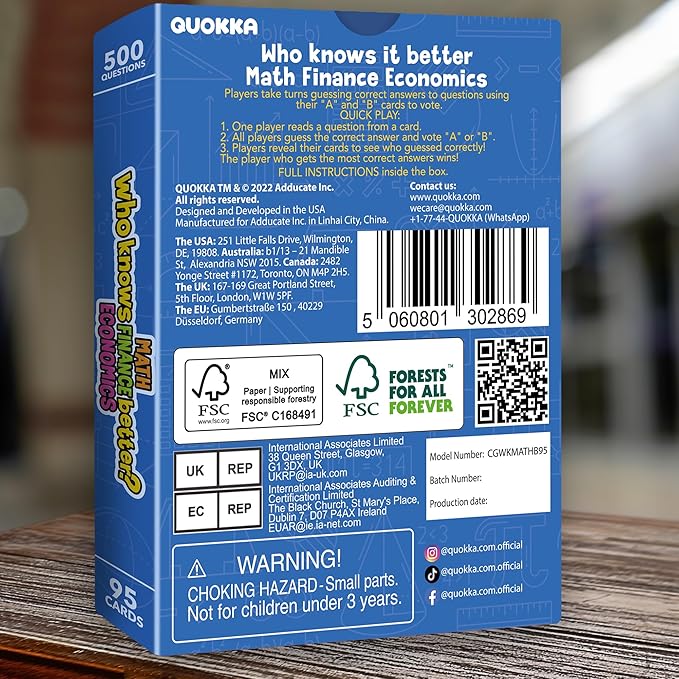 QUOKKA
Who knows it better
Math Finance Economics
Players take turns guessing correct answers to questions using
their "A" and "B" cards to vote.
QUICK PLAY:
1. One player reads a question from a card.
2. All players guess the correct answer and vote "A" or "B".
3. Players reveal their cards to see who guessed correctly!
The player who gets the most correct answers wins!
FULL INSTRUCTIONS inside the box.
QUOKKA TM & © 2022 Adducate Inc.
All rights reserved.
Designed and Developed in the USA
Manufactured for Adducate Inc. in Linhai City, China.
Contact us:
www.quokka.com
wecare@quokka.com
+1-77-44-QUOKKA (WhatsApp)
The USA: 251 Little Falls Drive, Wilmington,
DE, 19808. Australia: b1/13 – 21 Mandible
St, Alexandria NSW 2015. Canada: 2482
Yonge Street #1172, Toronto, ON M4P 2H5.
The UK: 167-169 Great Portland Street,
5th Floor, London, W1W 5PF.
The EU: Gumbertstraße 150 , 40229
Düsseldorf, Germany
5 060801 302869
FSC
www.fsc.org
MIX
Paper | Supporting
responsible forestry
FSC® C168491
FSC
FORESTS
FOR ALL
FOREVER™
UK REP
International Associates Limited
38 Queen Street, Glasgow,
G1 3DX, UK
UKRP@ia-uk.com
EC REP
International Associates Auditing &
Certification Limited
The Black Church, St Mary's Place,
Dublin 7, D07 P4AX Ireland
EUAR@ie.ia-net.com
Model Number: CGWKMATHB95
Batch Number:
Production date:
@quokka.com.official
@quokka.com.official
@quokka.com.official
WARNING!
CHOKING HAZARD-Small parts.
Not for children under 3 years.
500
QUESTIONS
who knows better?
MATH
FINANCE
ECONOMICS
95
CARDS